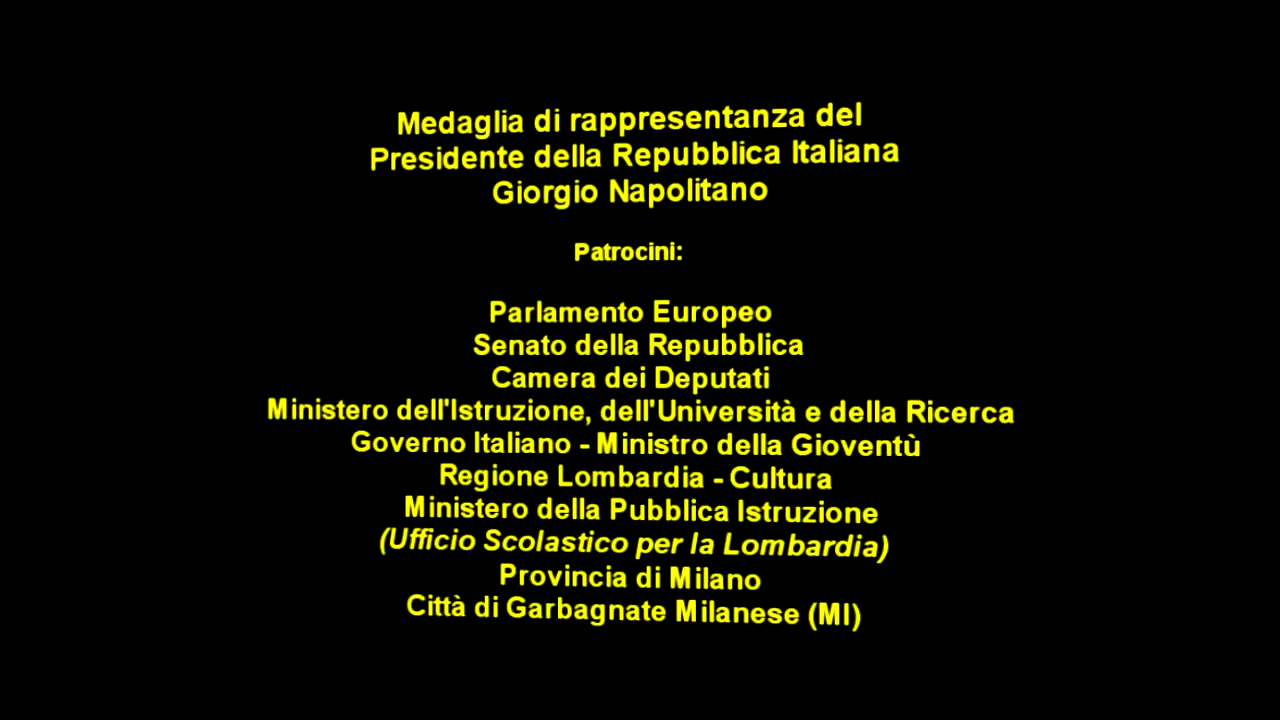 Medaglia di rappresentanza del
Presidente della Repubblica Italiana
Giorgio Napolitano
Patrocini:
Parlamento Europeo
Senato della Repubblica
Camera dei Deputati
Ministero dell'Istruzione, dell'Università e della Ricerca
Governo Italiano - Ministro della Gioventù
Regione Lombardia - Cultura
Ministero della Pubblica Istruzione
(Ufficio Scolastico per la Lombardia)
Provincia di Milano
Città di Garbagnate Milanese (MI)